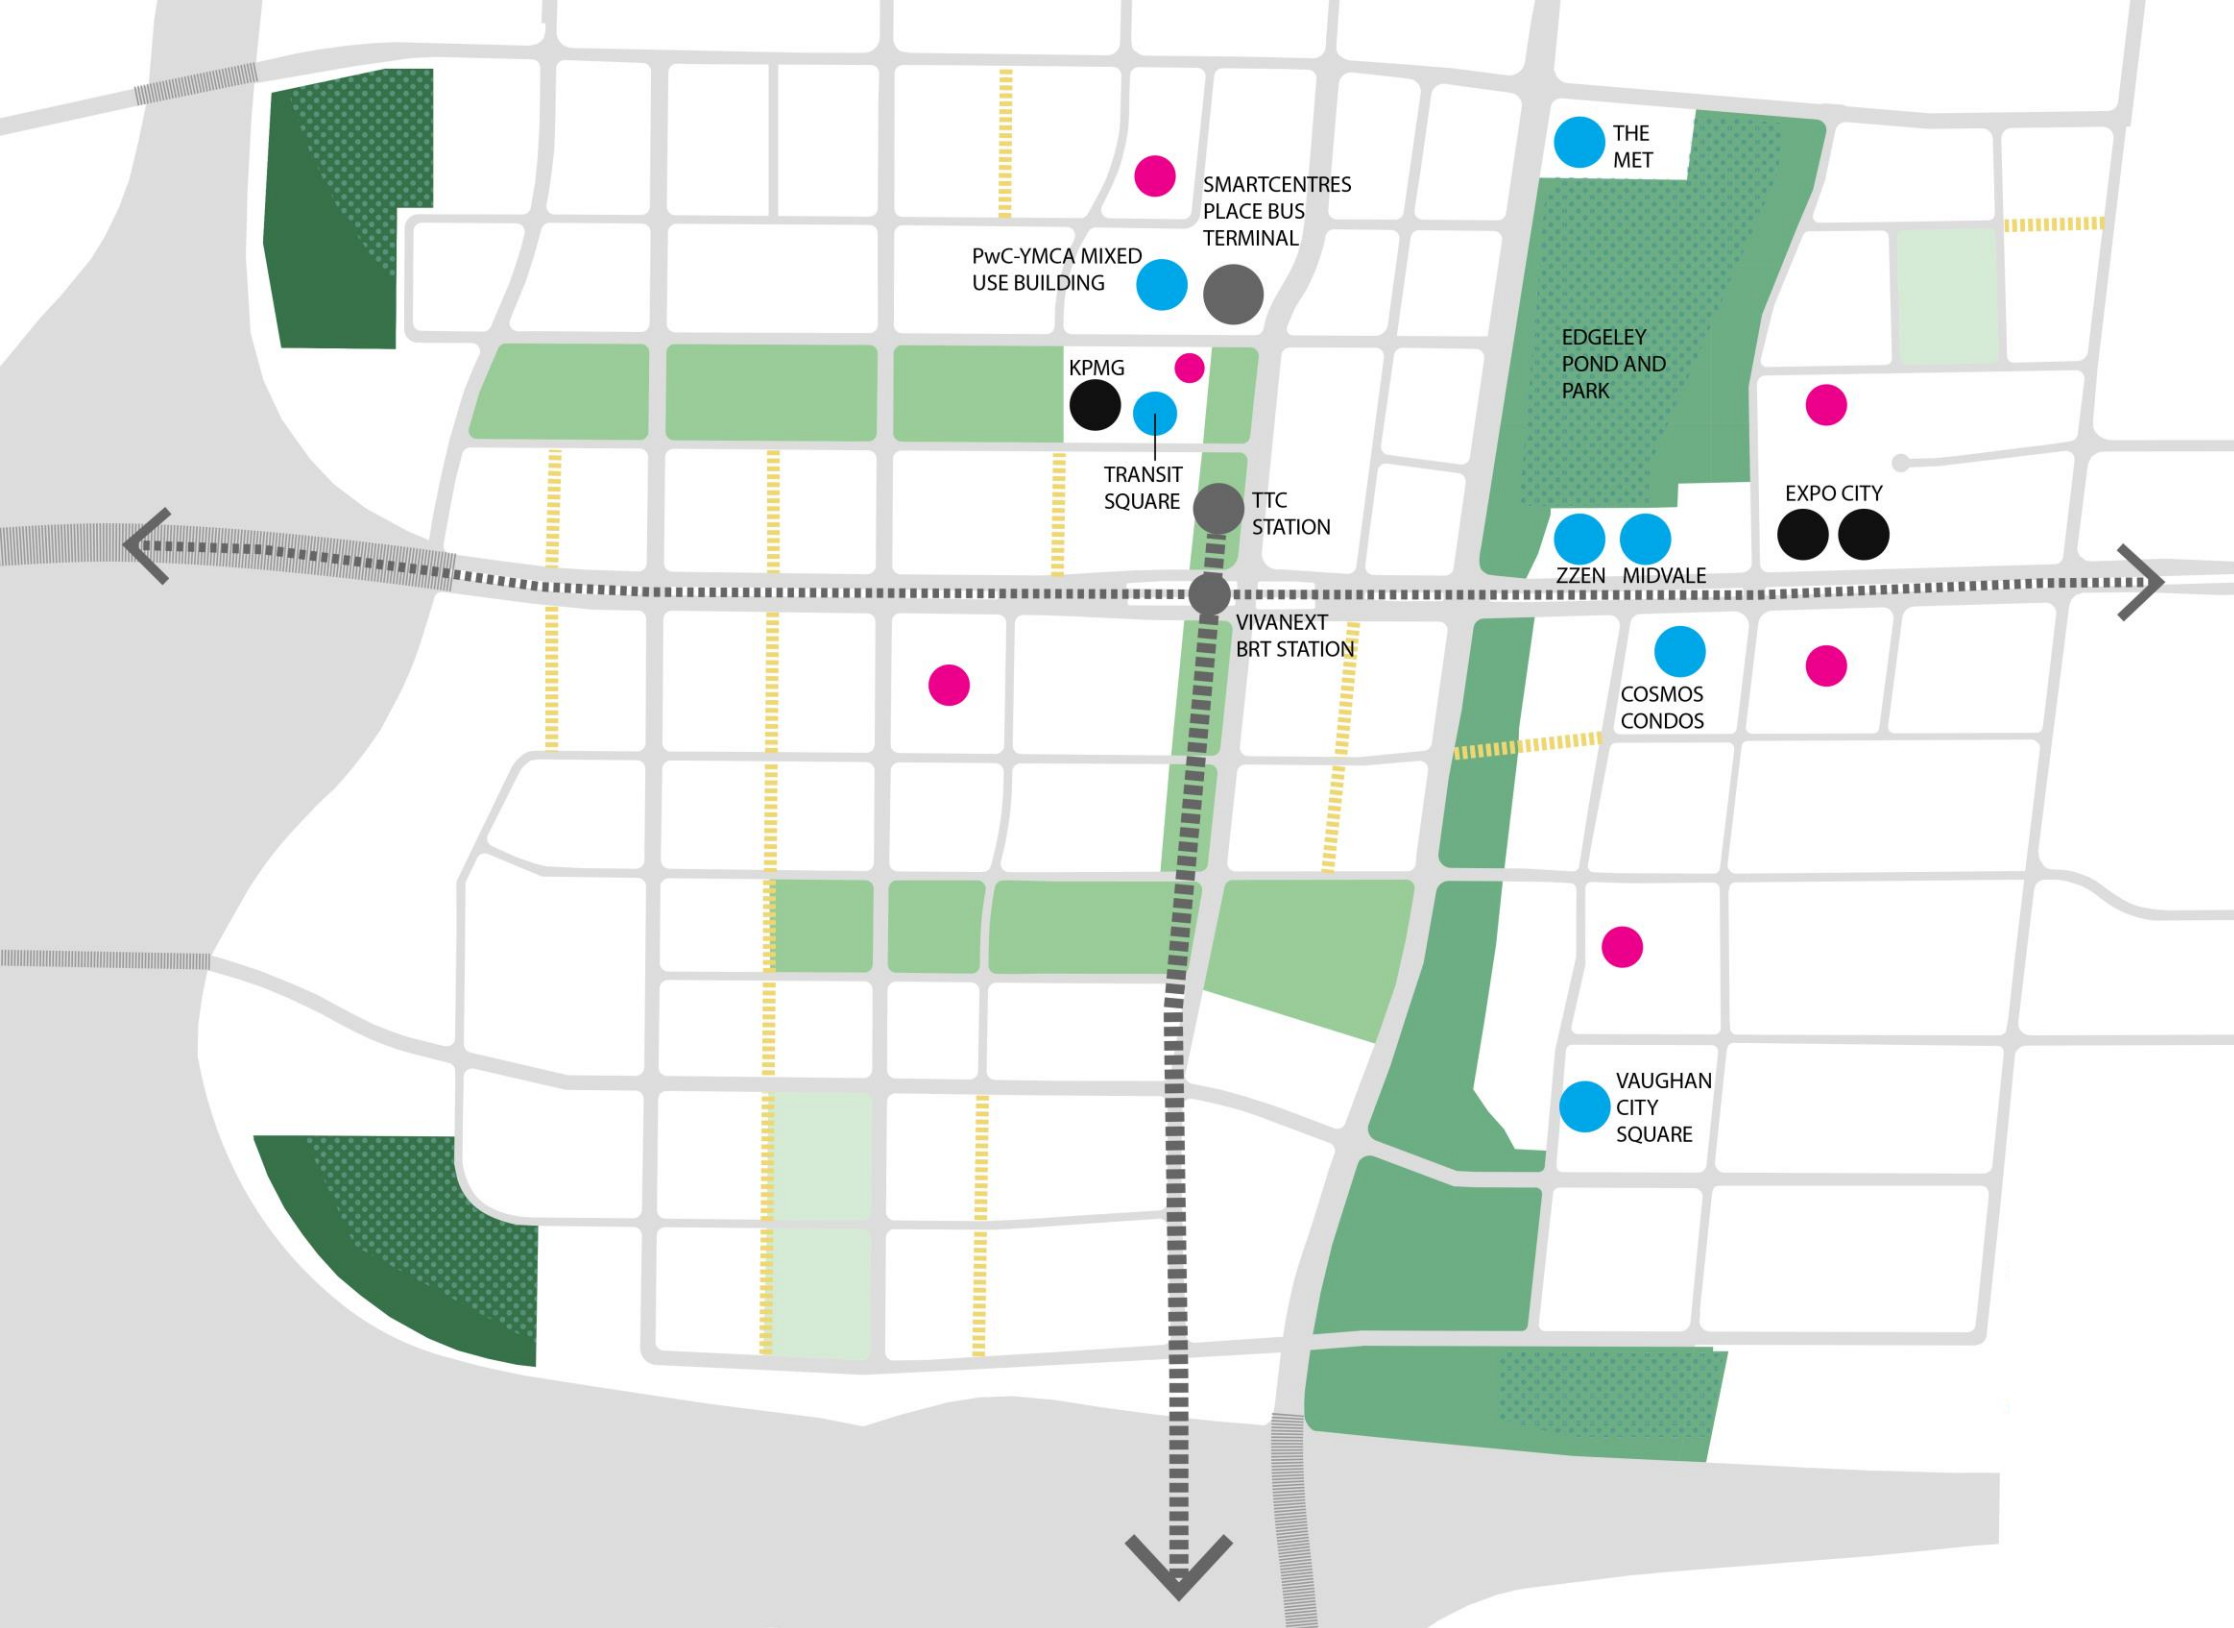 THE
MET
SMARTCENTRES
PLACE BUS
TERMINAL
PwC-YMCA MIXED
USE BUILDING
EDGELEY
POND AND
PARK
KPMG
TRANSIT
SQUARE
TTC
STATION
EXPO CITY
ZZEN
MIDVALE
VIVANEXT
BRT STATION
COSMOS
CONDOS
VAUGHAN
CITY
SQUARE